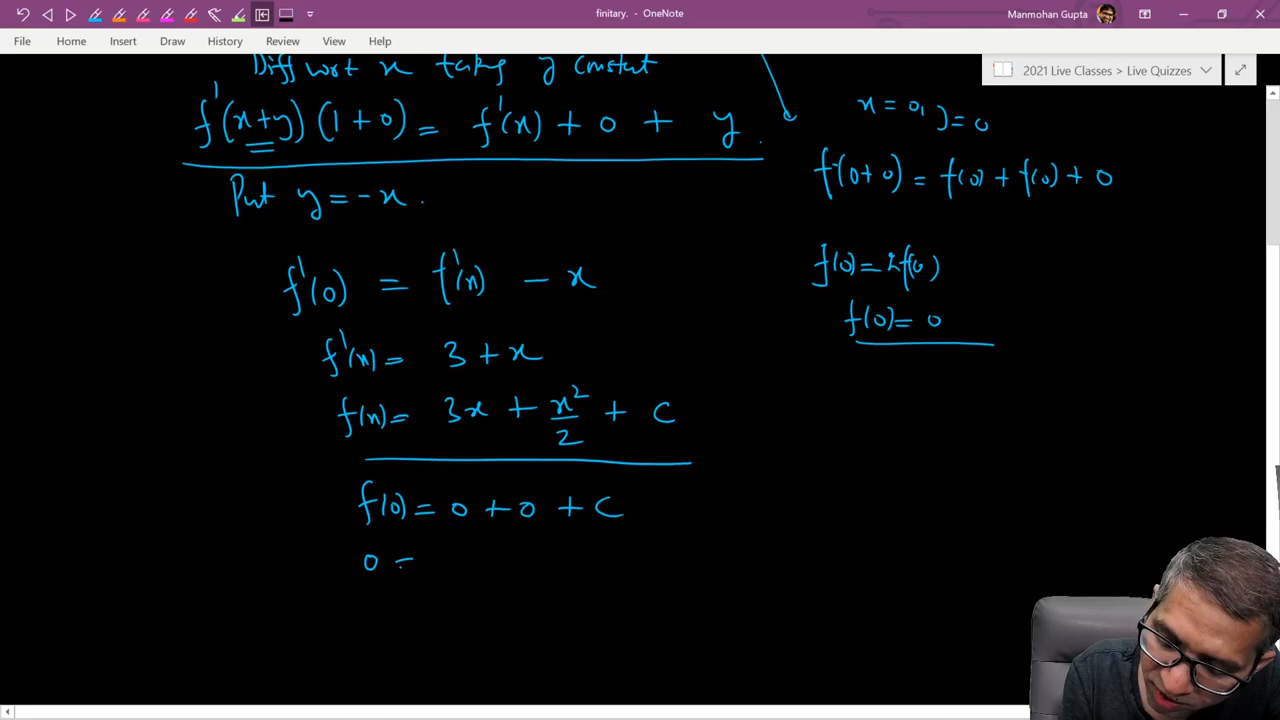 finitary. - OneNote
Manmohan Gupta
File Home Insert Draw History Review View Help
2021 Live Classes > Live Quizzes
Diff wrt x taking y constat
f'(x+y) (1+0) = f'(x) + 0 + y
Put y = -x.
f'(0) = f'(x) - x
f'(x) = 3 + x
f(x) = 3x + x²/2 + C
f(0) = 0 + 0 + C
0 =
x = 0, y = 0
f(0+0) = f(0) + f(0) + 0
f(0) = 2f(0)
f(0) = 0